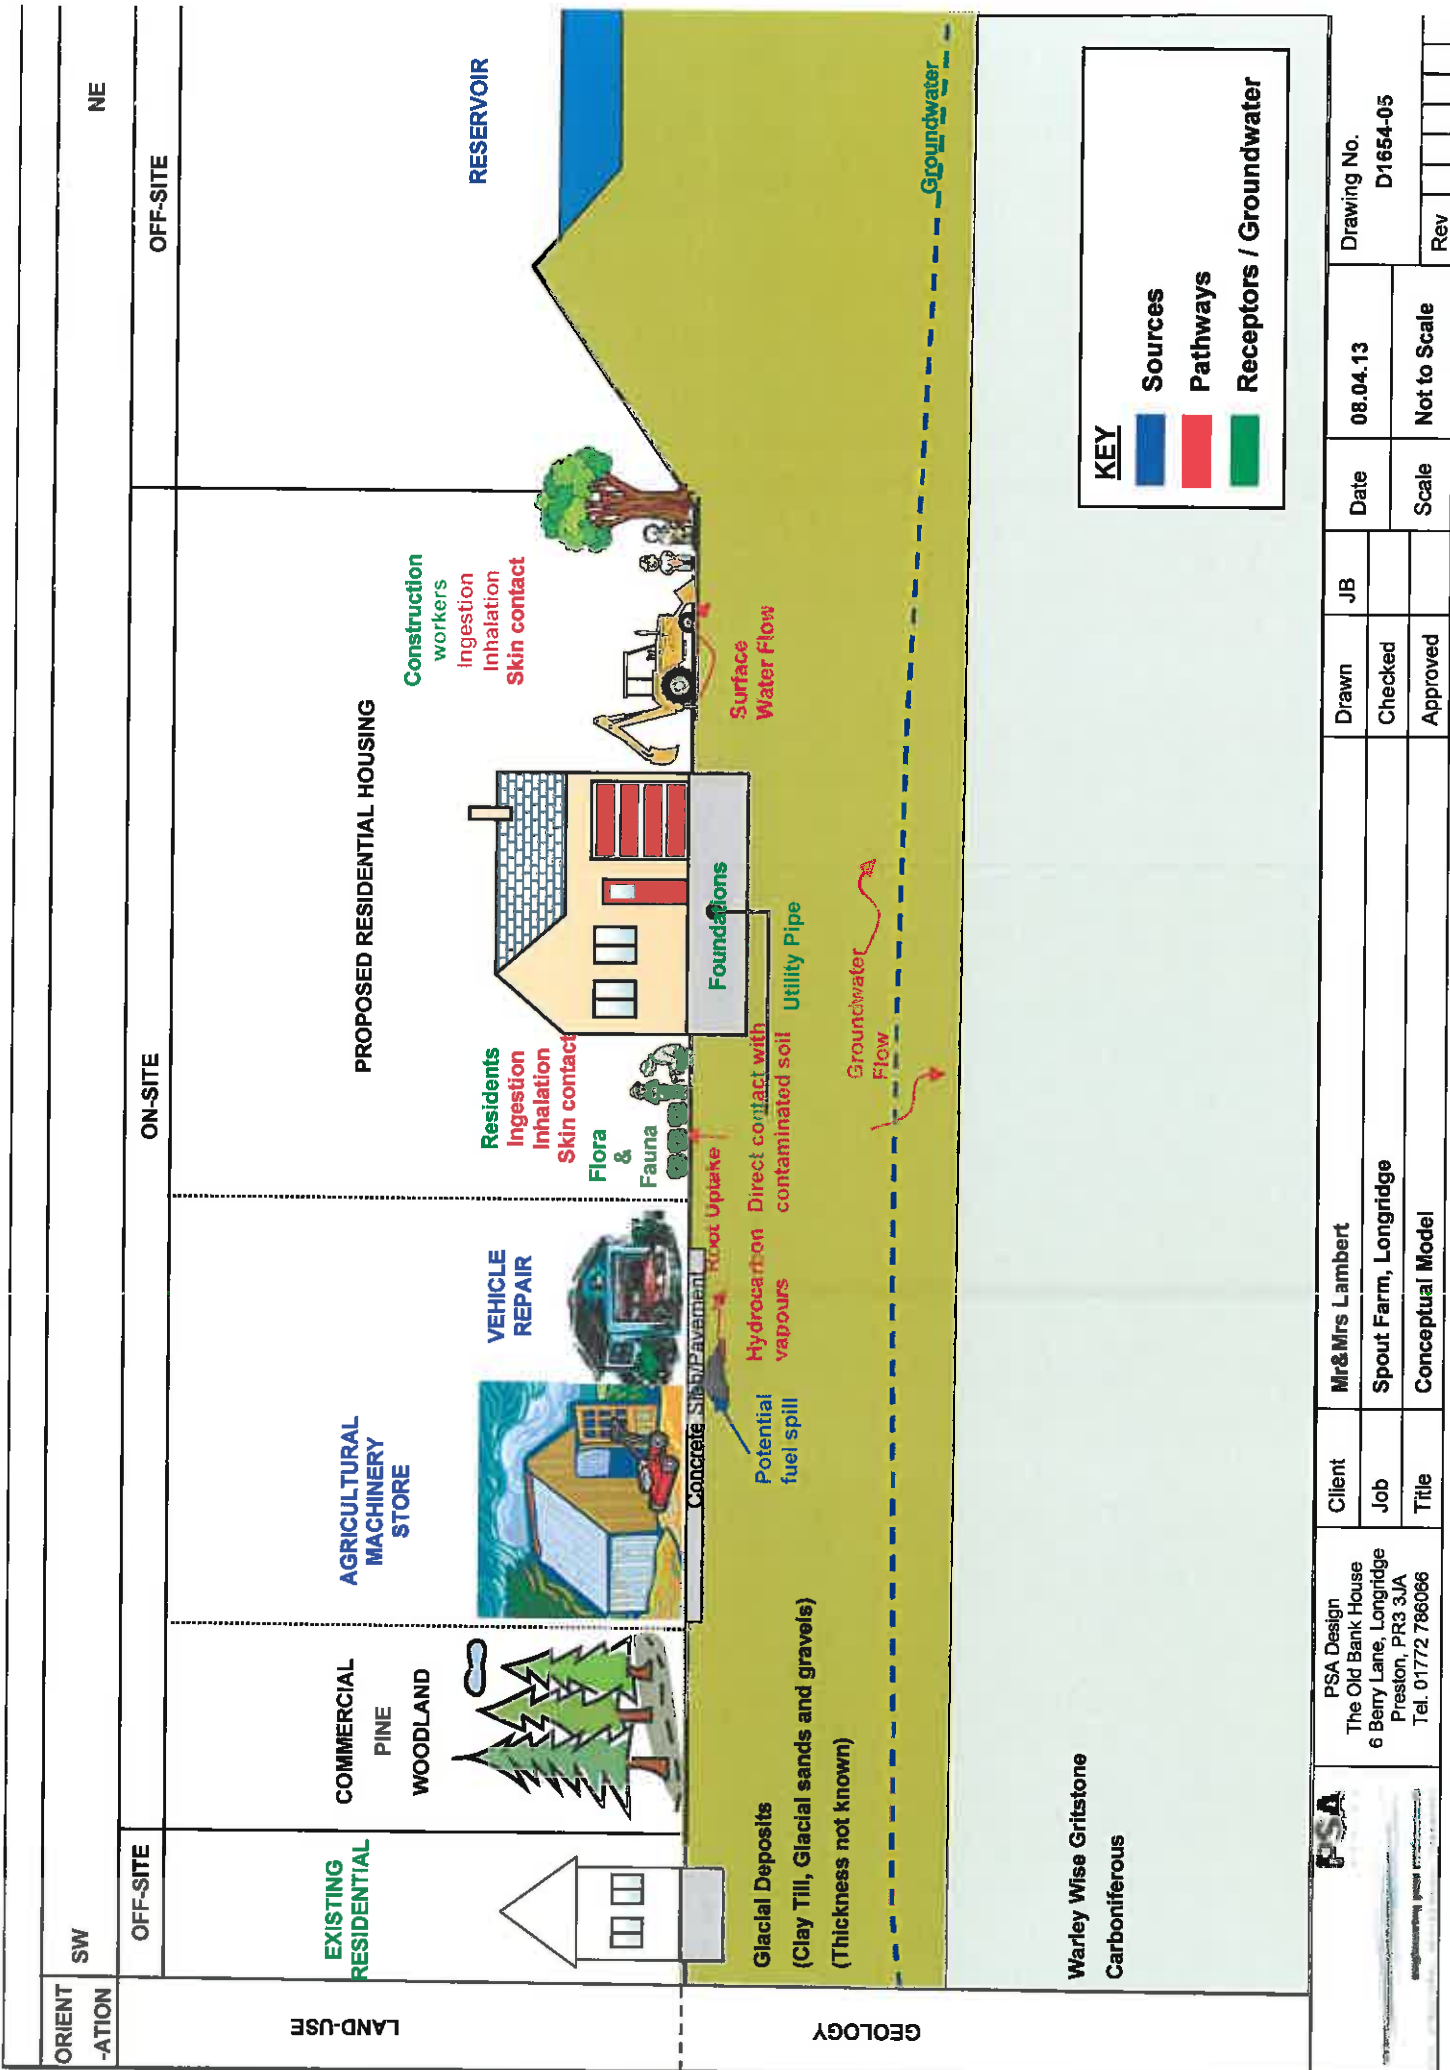 ORIENT
-ATION
SW
NE
OFF-SITE
ON-SITE
OFF-SITE
LAND-USE
EXISTING
RESIDENTIAL
COMMERCIAL
PINE
WOODLAND
AGRICULTURAL
MACHINERY
STORE
VEHICLE
REPAIR
PROPOSED RESIDENTIAL HOUSING
Residents
Ingestion
Inhalation
Skin contact
Flora
&
Fauna
Construction
workers
Ingestion
Inhalation
Skin contact
RESERVOIR
GEOLOGY
Concrete Slab/Pavement
Root Uptake
Potential
fuel spill
Hydrocarbon
vapours
Direct contact with
contaminated soil
Foundations
Utility Pipe
Surface
Water Flow
Groundwater
Flow
Groundwater
Glacial Deposits
(Clay Till, Glacial sands and gravels)
(Thickness not known)
Warley Wise Gritstone
Carboniferous
KEY
Sources
Pathways
Receptors / Groundwater
PSA
PSA Design
The Old Bank House
6 Berry Lane, Longridge
Preston, PR3 3JA
Tel. 01772 786066
Client
Mr&Mrs Lambert
Job
Spout Farm, Longridge
Title
Conceptual Model
Drawn
JB
Checked
Approved
Date
08.04.13
Scale
Not to Scale
Drawing No.
D1654-05
Rev